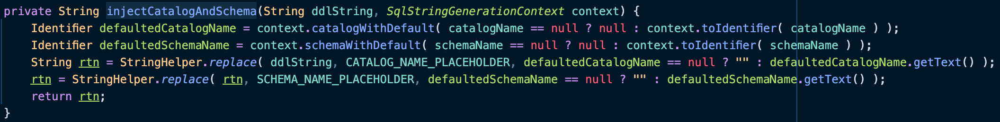 private String injectCatalogAndSchema(String ddlString, SqlStringGenerationContext context) {
    Identifier defaultedCatalogName = context.catalogWithDefault( catalogName == null ? null : context.toIdentifier( catalogName ) );
    Identifier defaultedSchemaName = context.schemaWithDefault( schemaName == null ? null : context.toIdentifier( schemaName ) );
    String rtn = StringHelper.replace( ddlString, CATALOG_NAME_PLACEHOLDER, defaultedCatalogName == null ? "" : defaultedCatalogName.getText() );
    rtn = StringHelper.replace( rtn, SCHEMA_NAME_PLACEHOLDER, defaultedSchemaName == null ? "" : defaultedSchemaName.getText() );
    return rtn;
}